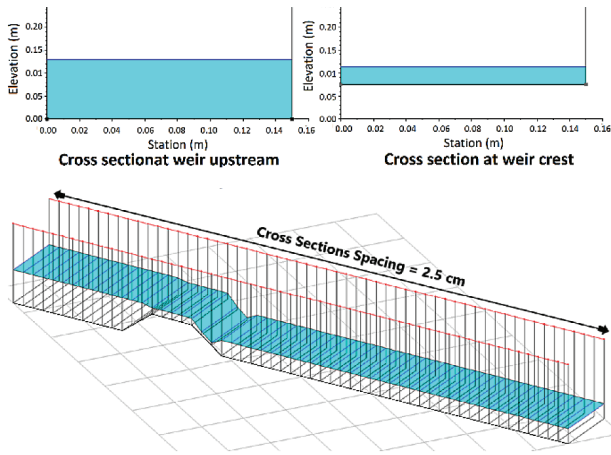 Elevation (m)
0.20
0.15
0.01
0.05
0.00
0.00 0.02 0.04 0.06 0.08 0.10 0.12 0.14 0.16
Station (m)
Cross sectionat weir upstream
Elevation (m)
0.20
0.15
0.01
0.05
0.00
0.00 0.02 0.04 0.06 0.08 0.10 0.12 0.14 0.16
Station (m)
Cross section at weir crest
Cross Sections Spacing = 2.5 cm